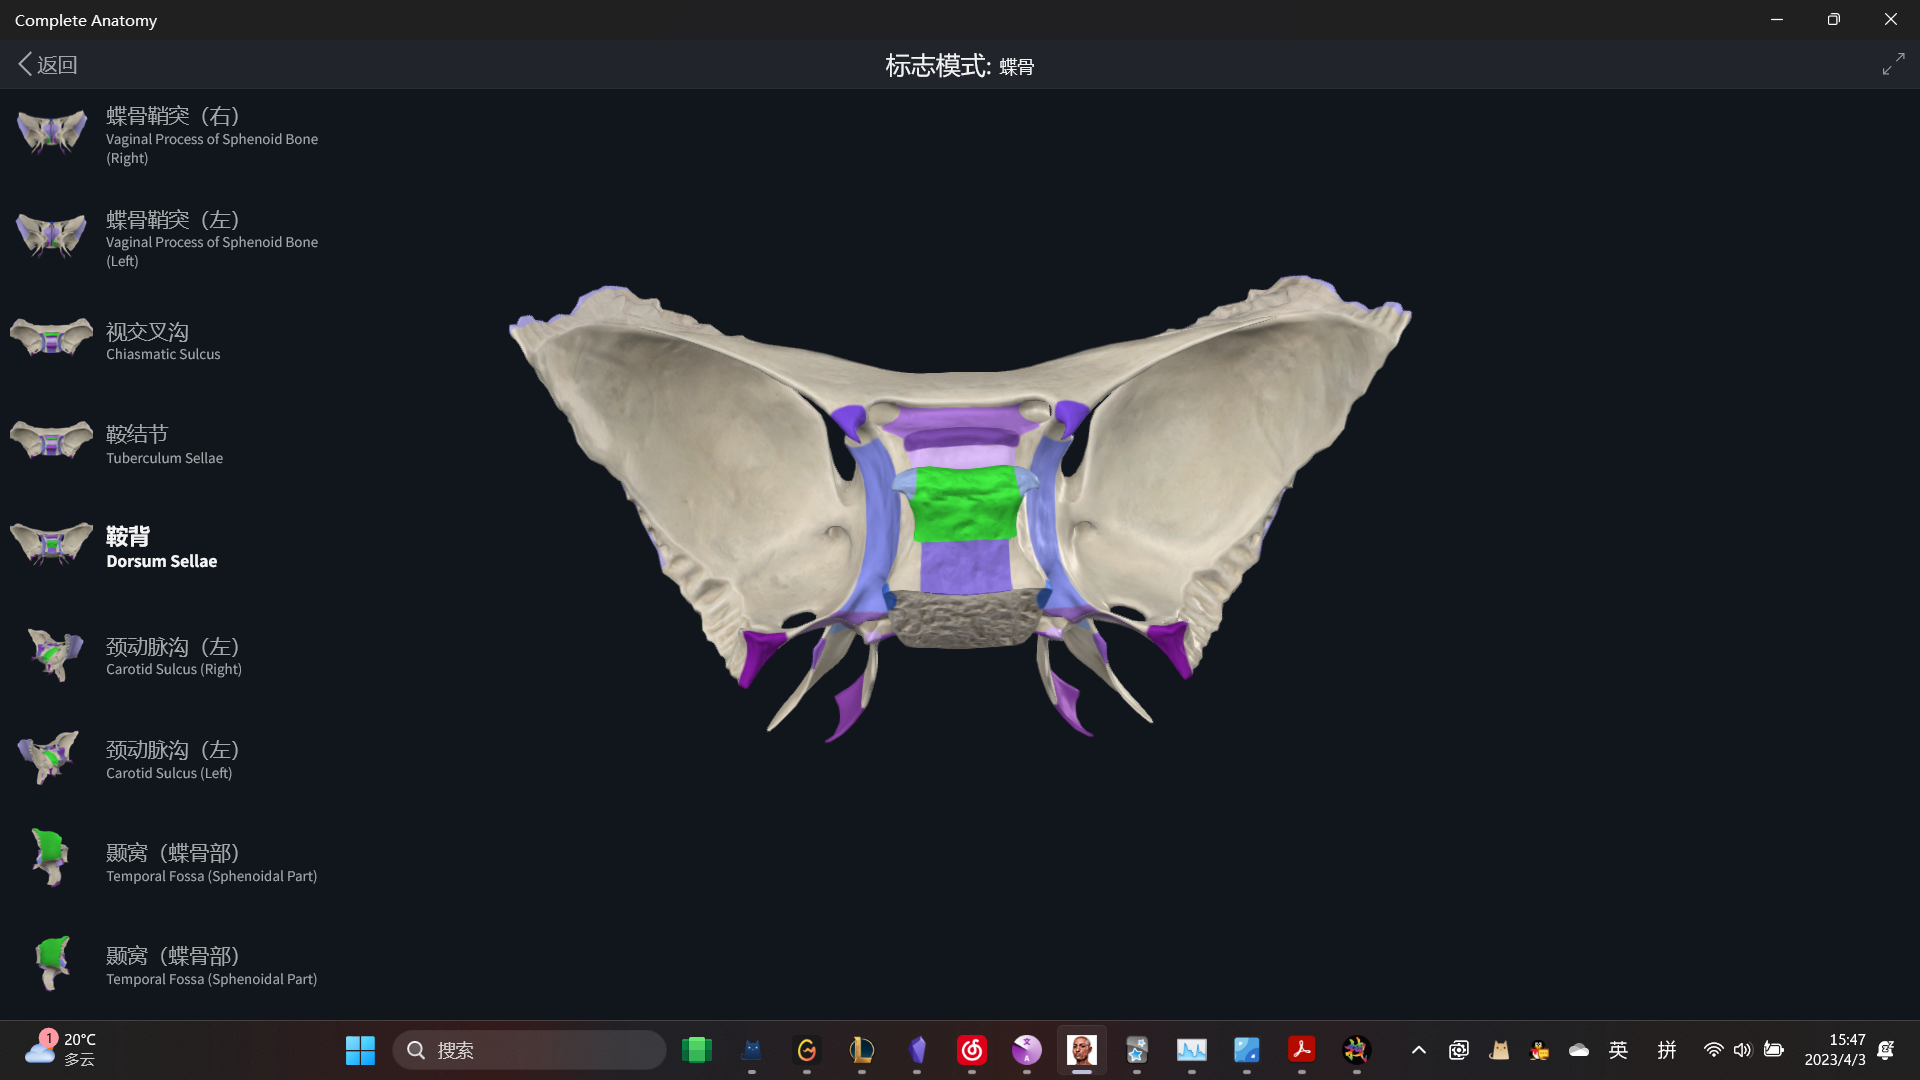 Complete Anatomy
返回
标志模式: 蝶骨
蝶骨鞘突（右）
Vaginal Process of Sphenoid Bone
(Right)
蝶骨鞘突（左）
Vaginal Process of Sphenoid Bone
(Left)
视交叉沟
Chiasmatic Sulcus
鞍结节
Tuberculum Sellae
鞍背
Dorsum Sellae
颈动脉沟（左）
Carotid Sulcus (Right)
颈动脉沟（左）
Carotid Sulcus (Left)
颞窝（蝶骨部）
Temporal Fossa (Sphenoidal Part)
颞窝（蝶骨部）
Temporal Fossa (Sphenoidal Part)
1
20°C
多云
搜索
英
拼
15:47
2023/4/3